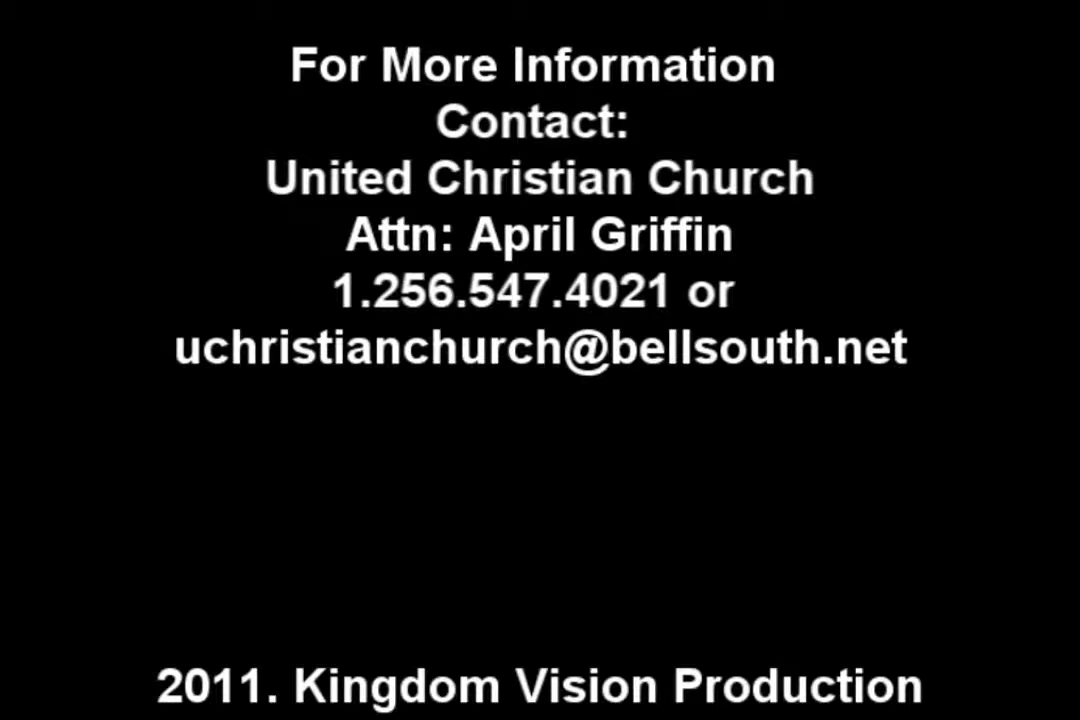 For More Information
Contact:
United Christian Church
Attn: April Griffin
1.256.547.4021 or
uchristianchurch@bellsouth.net
2011. Kingdom Vision Production